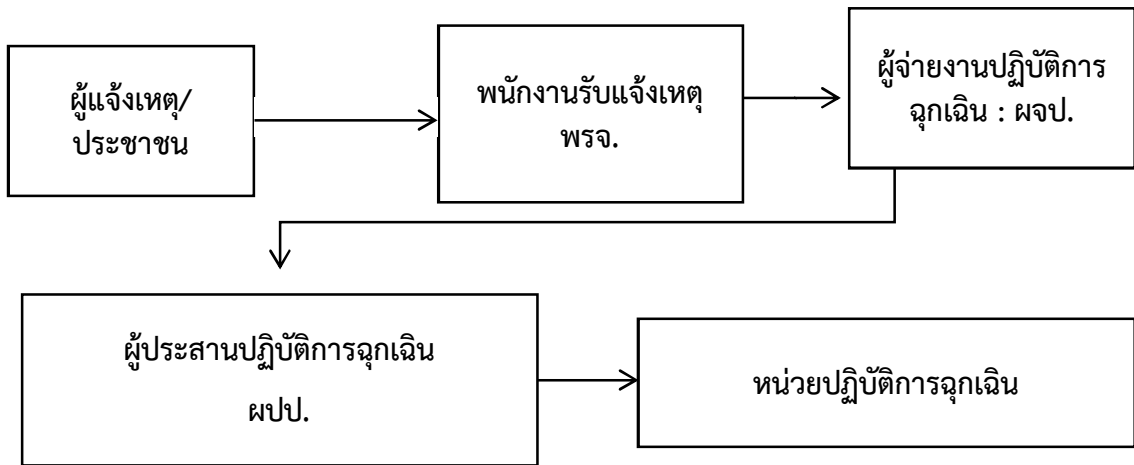 ผู้แจ้งเหตุ/
ประชาชน
พนักงานรับแจ้งเหตุ
พรจ.
ผู้จ่ายงานปฏิบัติการ
ฉุกเฉิน : ผจป.
ผู้ประสานปฏิบัติการฉุกเฉิน
ผปป.
หน่วยปฏิบัติการฉุกเฉิน